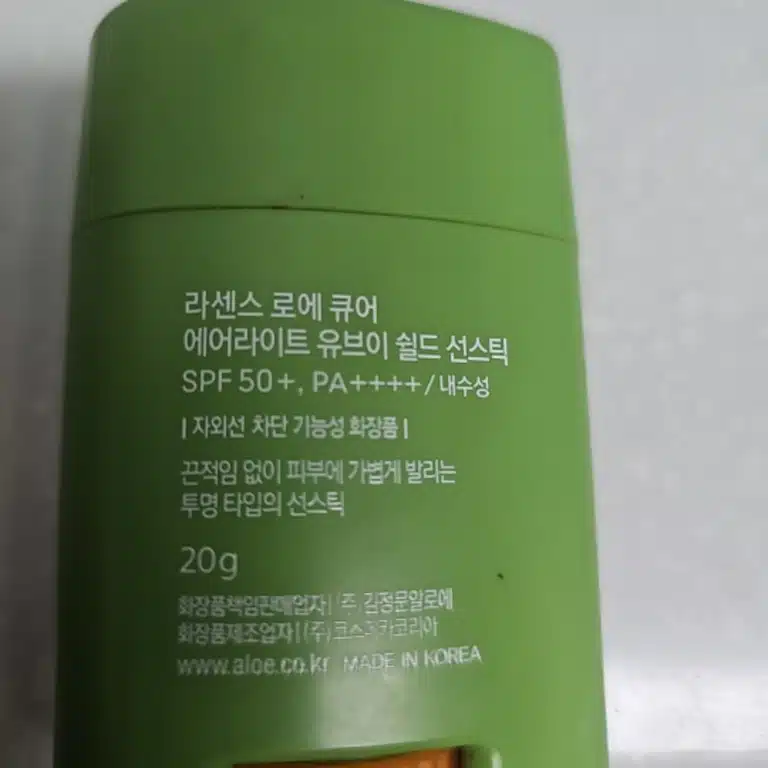 라센스 로에 큐어
에어라이트 유브이 쉴드 선스틱
SPF 50+, PA++++ / 내수성
| 자외선 차단 기능성 화장품 |
끈적임 없이 피부에 가볍게 발리는
투명 타입의 선스틱
20g
화장품책임판매업자 | (주)김정문알로에
화장품제조업자 | (주)코스메카코리아
www.aloe.co.kr MADE IN KOREA